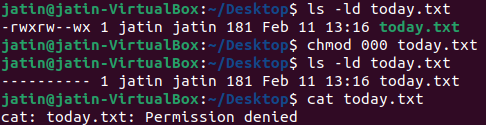 jatin@jatin-VirtualBox:~/Desktop$ ls -ld today.txt
-rwxrw--wx 1 jatin jatin 181 Feb 11 13:16 today.txt
jatin@jatin-VirtualBox:~/Desktop$ chmod 000 today.txt
jatin@jatin-VirtualBox:~/Desktop$ ls -ld today.txt
---------- 1 jatin jatin 181 Feb 11 13:16 today.txt
jatin@jatin-VirtualBox:~/Desktop$ cat today.txt
cat: today.txt: Permission denied